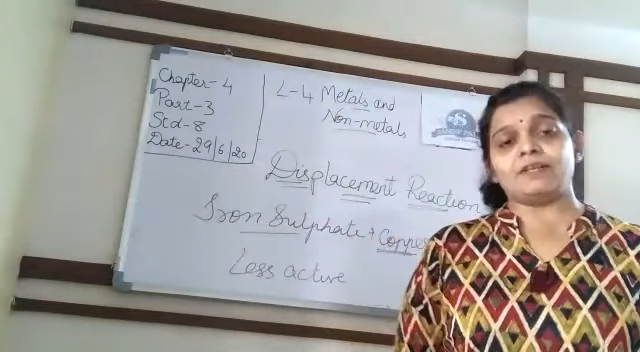 Chapter-4
Part-3
Std-8
Date-29/6/20
L-4 Metals and
Non-metals
Displacement Reaction
Iron Sulphate + Copper
Less active